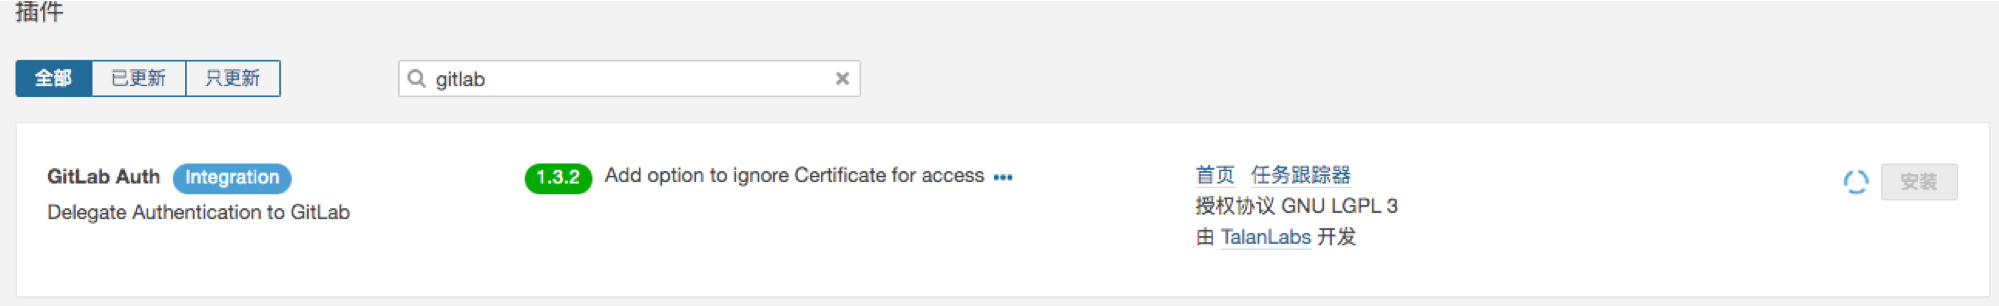 插件
全部 已更新 只更新 gitlab
GitLab Auth Integration 1.3.2 Add option to ignore Certificate for access ••• 首页 任务跟踪器 安装
Delegate Authentication to GitLab 授权协议 GNU LGPL 3
由 TalanLabs 开发